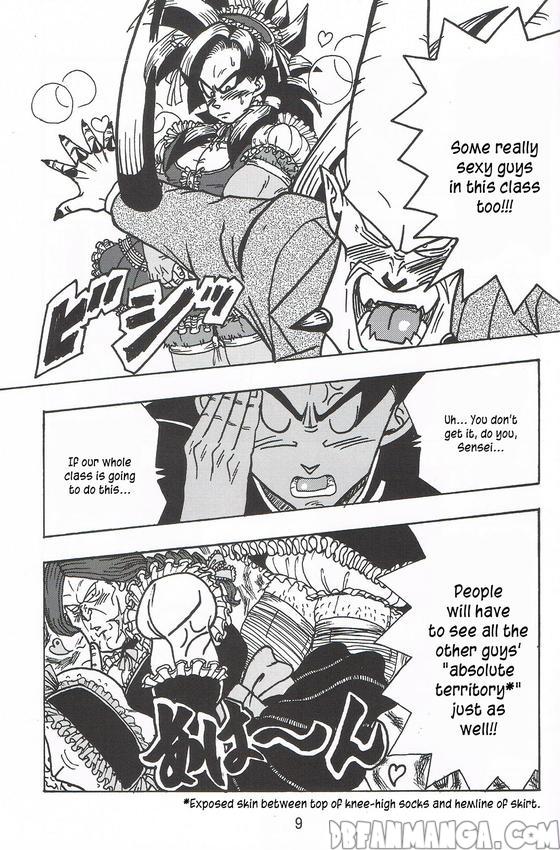 Some really
sexy guys
in this class
too!!!
ビシッ
Uh... You don't
get it, do you,
Sensei...
If our whole
class is going
to do this...
People
will have
to see all the
other guys'
"absolute
territory*"
just as
well!!
あは〜ん
*Exposed skin between top of knee-high socks and hemline of skirt.
9
DBFANMANGA.COM